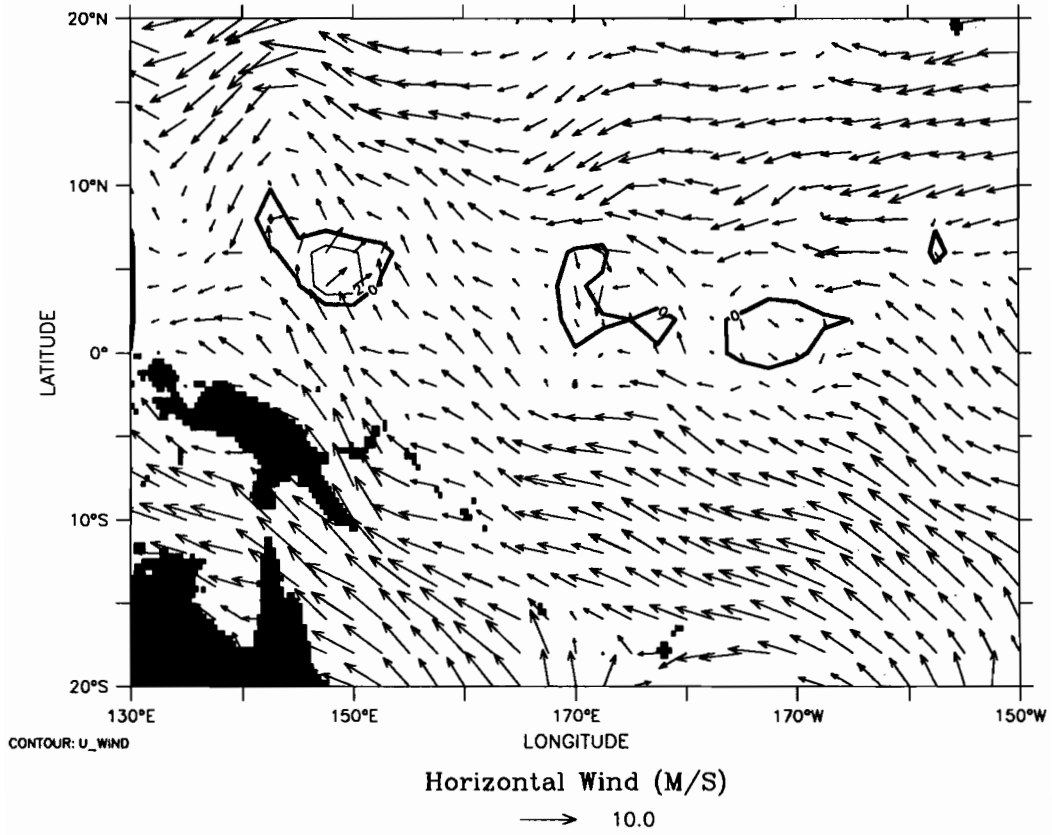 20°N
10°N
0°
10°S
20°S
LATITUDE
2
0
0
0
130°E 150°E 170°E 170°W 150°W
LONGITUDE
CONTOUR: U_WIND
Horizontal Wind (M/S)
10.0